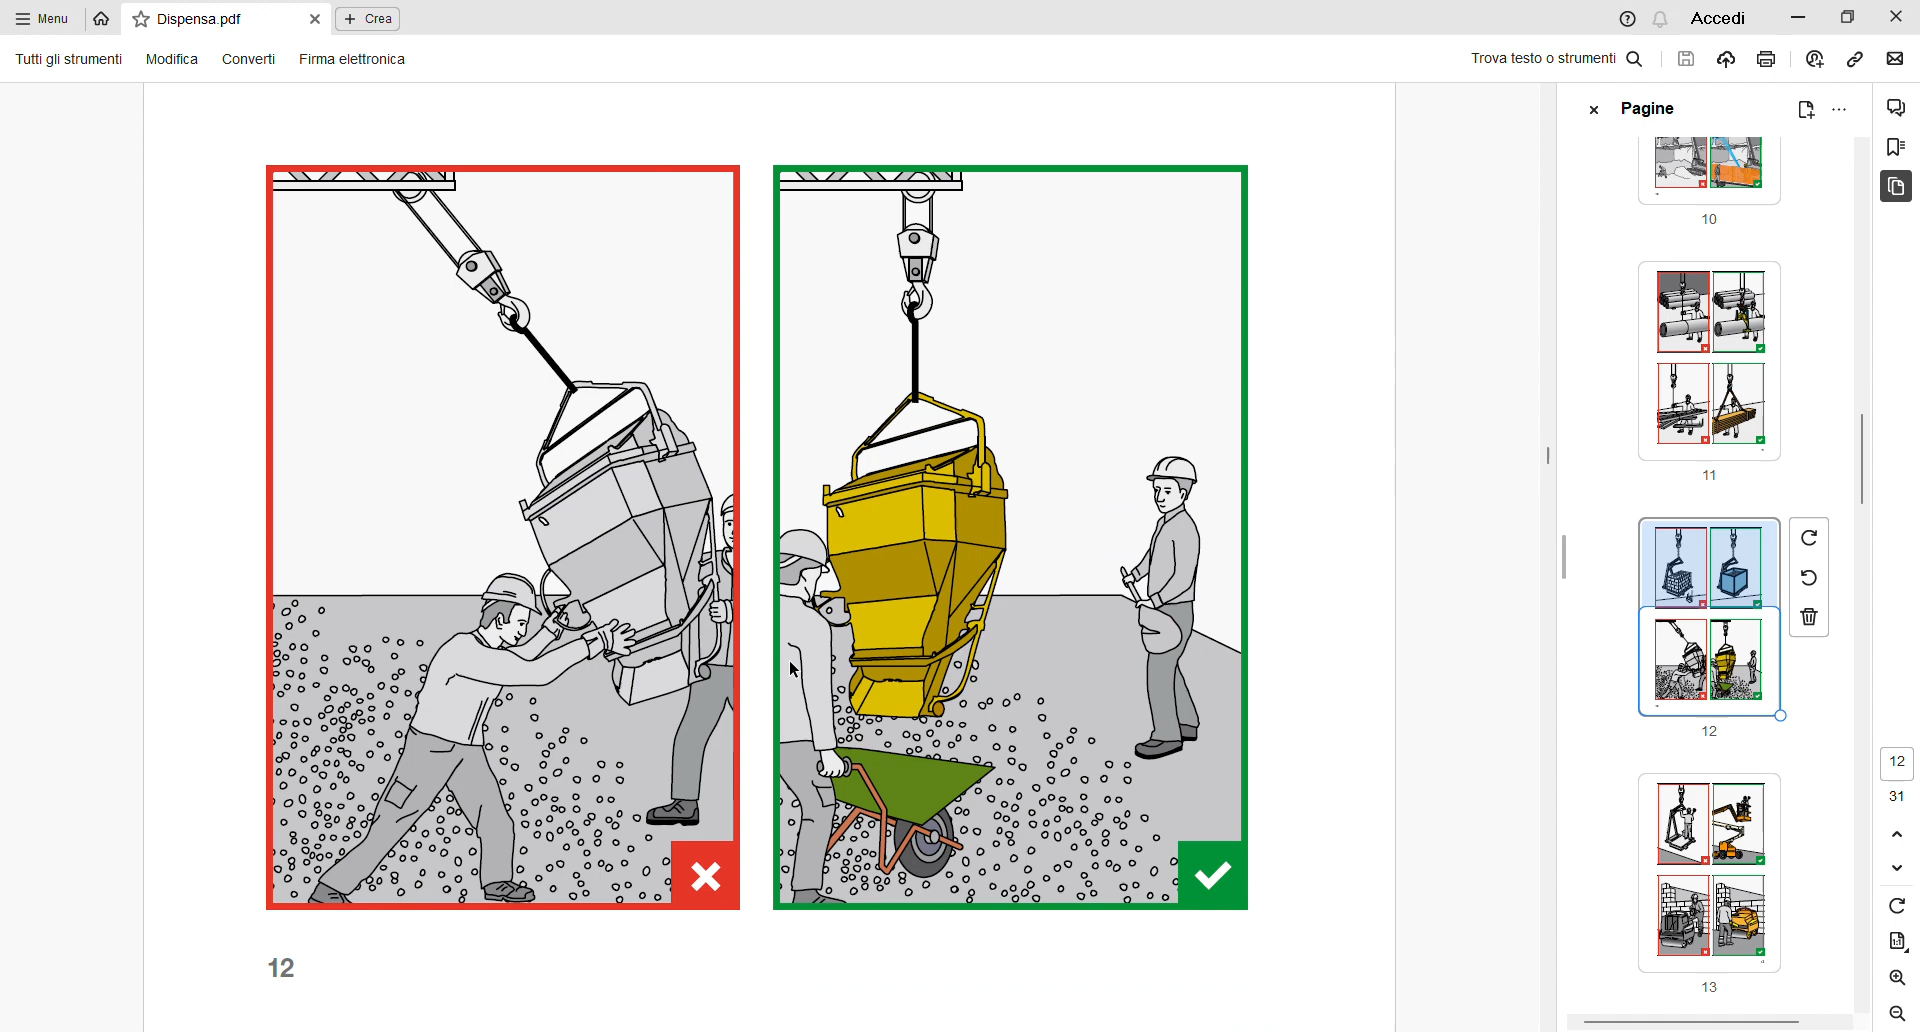 Menu
Dispensa.pdf
Crea
Accedi
Tutti gli strumenti
Modifica
Converti
Firma elettronica
Trova testo o strumenti
Pagine
10
11
12
13
12
31
12